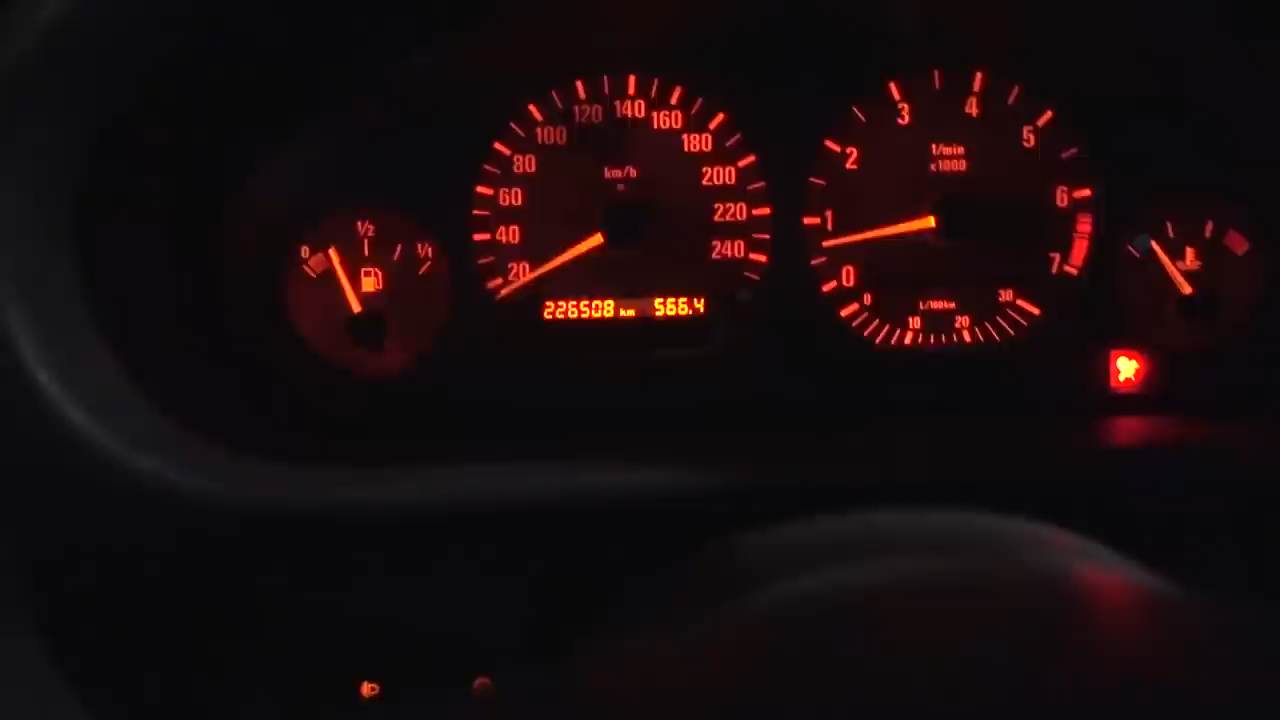 0 1/2 1/1
20 40 60 80 100 120 140 160 180 200 220 240
km/h
226508 km 566.4
0 1 2 3 4 5 6 7
1/min
x1000
0 10 20 30
L/100km